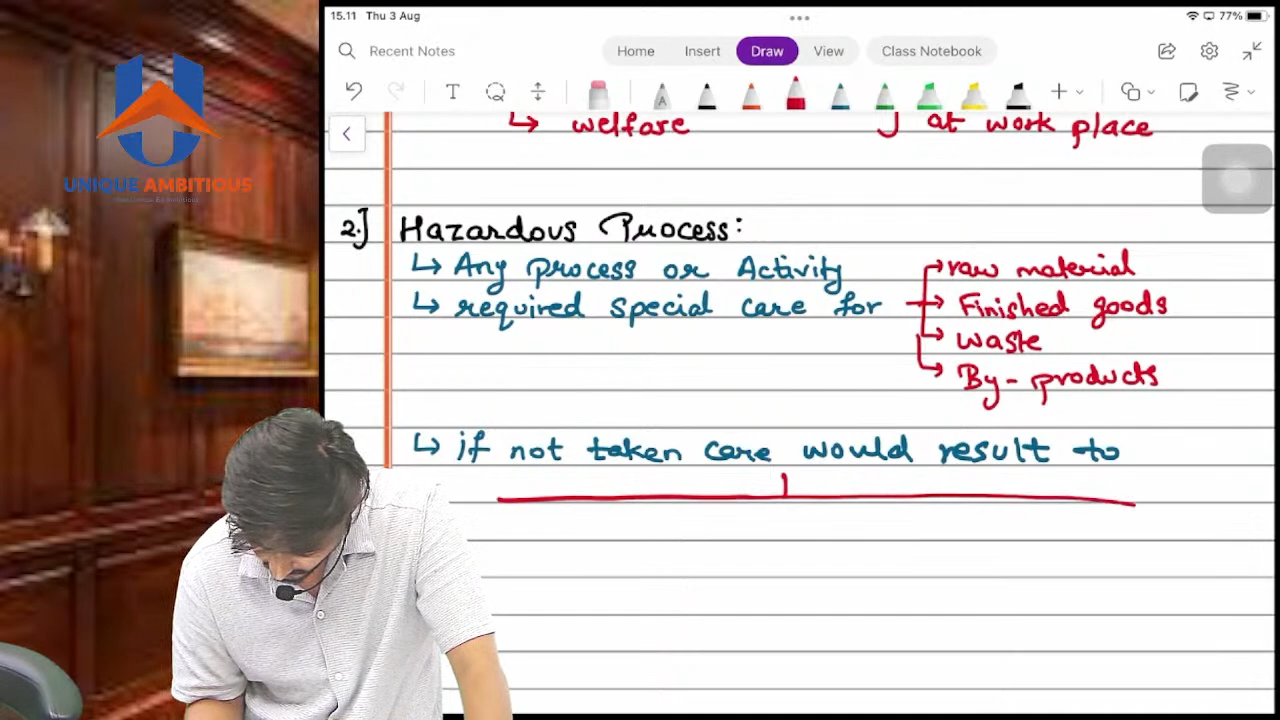 15.11 Thu 3 Aug
77%
Recent Notes
Home Insert Draw View Class Notebook
UNIQUE AMBITIOUS
↳ welfare at work place
2.] Hazardous Process:
↳ Any process or Activity
↳ required special care for
→ raw material
→ Finished goods
→ waste
→ By-products
↳ if not taken care would result to